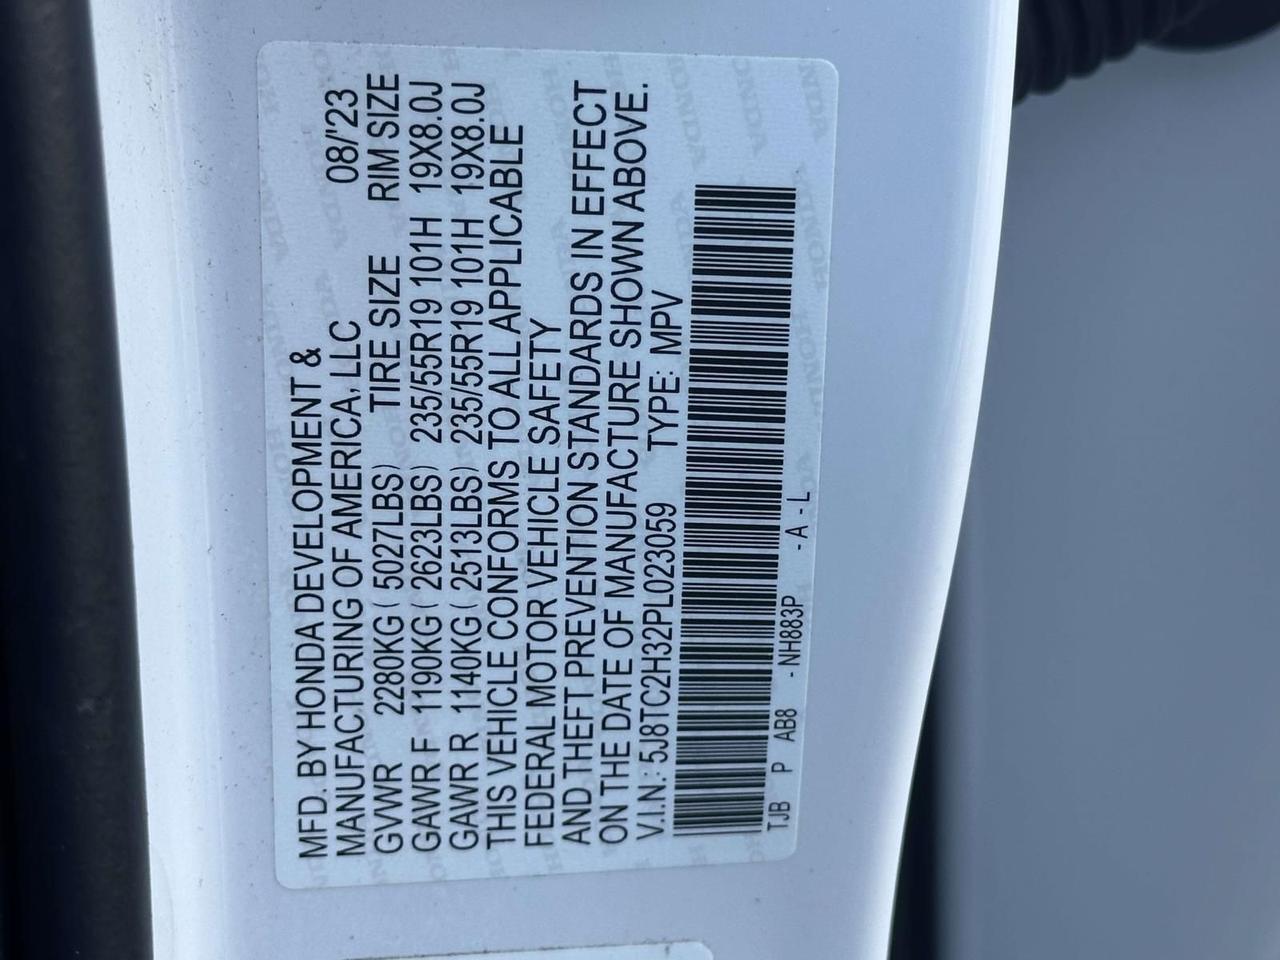 MFD. BY HONDA DEVELOPMENT &
MANUFACTURING OF AMERICA, LLC 08/'23
GVWR 2280KG ( 5027LBS) TIRE SIZE RIM SIZE
GAWR F 1190KG ( 2623LBS) 235/55R19 101H 19X8.0J
GAWR R 1140KG ( 2513LBS) 235/55R19 101H 19X8.0J
THIS VEHICLE CONFORMS TO ALL APPLICABLE
FEDERAL MOTOR VEHICLE SAFETY
AND THEFT PREVENTION STANDARDS IN EFFECT
ON THE DATE OF MANUFACTURE SHOWN ABOVE.
V.I.N.: 5J8TC2H32PL023059 TYPE: MPV
TJB P AB8 - NH883P - A - L